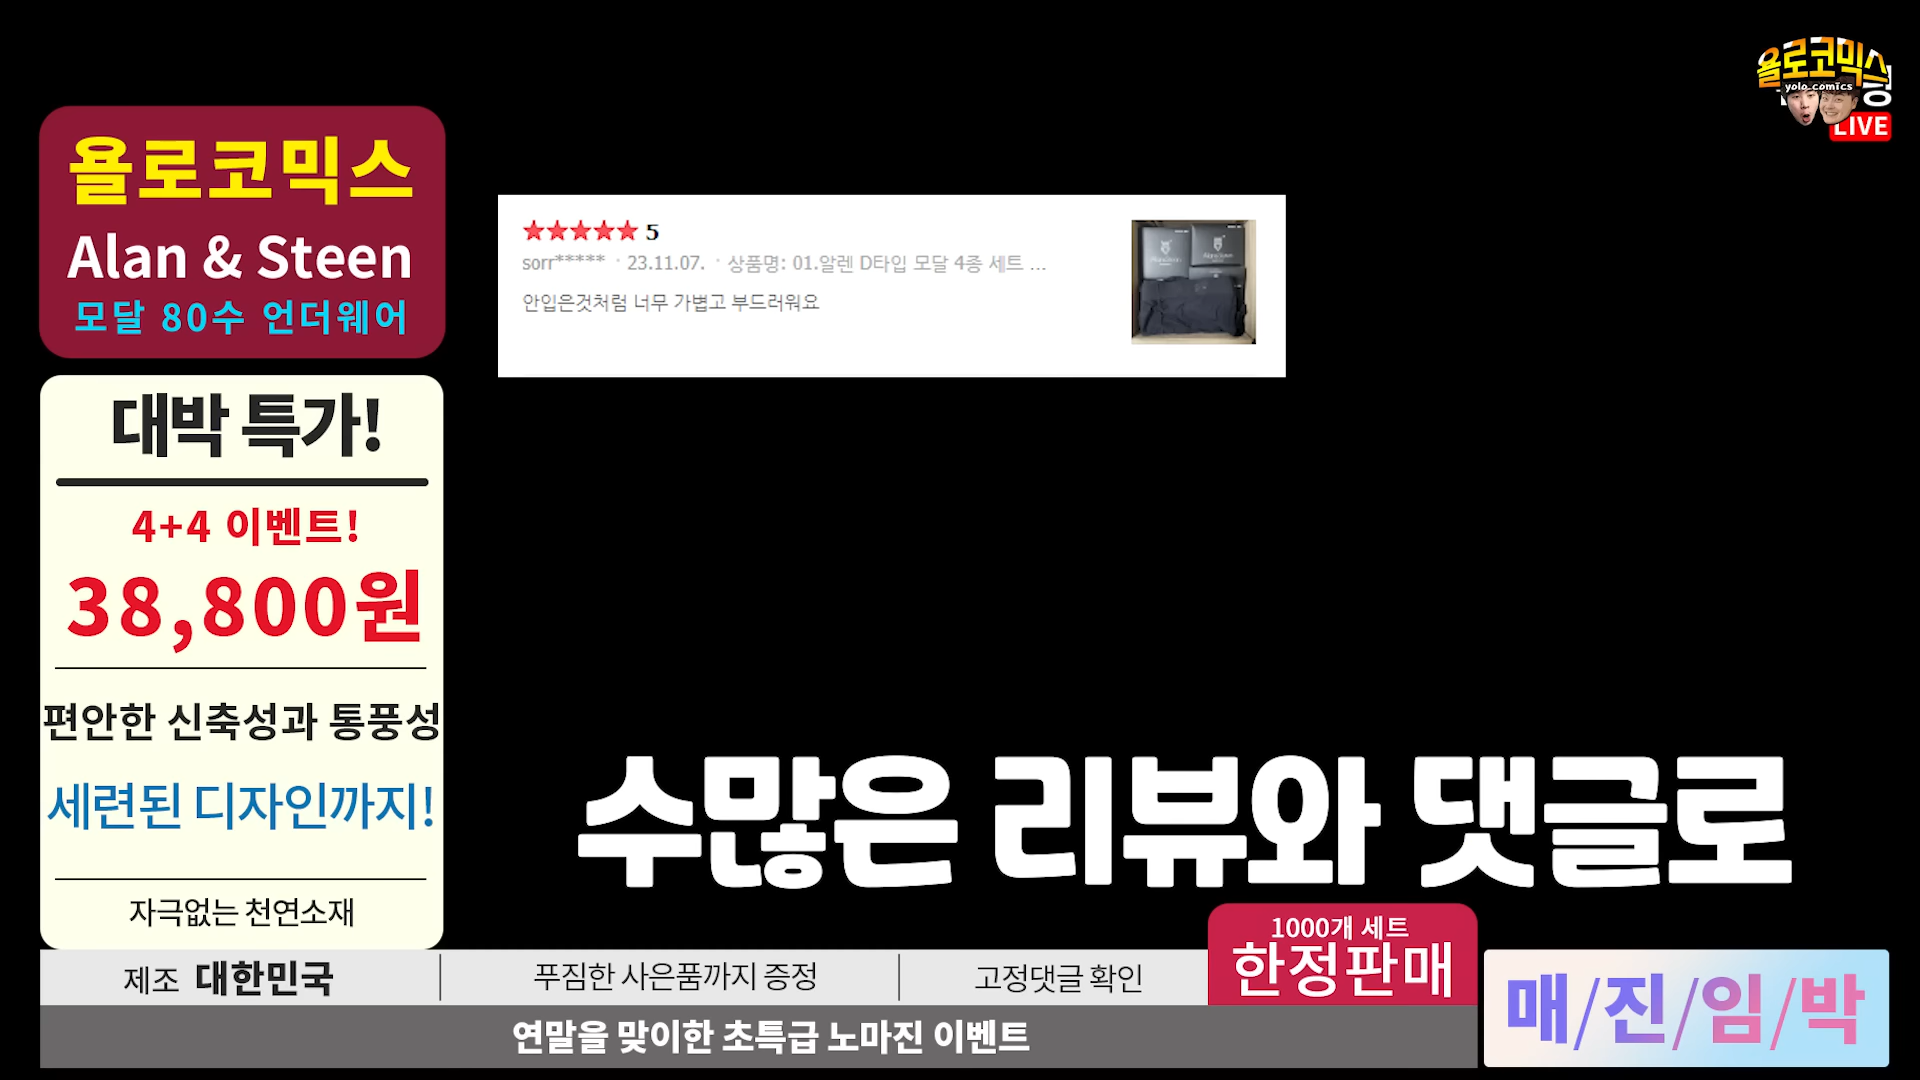 욜로코믹스
yolo comics
LIVE
욜로코믹스
Alan & Steen
모달 80수 언더웨어
★★★★★ 5
sorr***** · 23.11.07. · 상품명: 01.알렌 D타입 모달 4종 세트 ...
안입은것처럼 너무 가볍고 부드러워요
대박 특가!
4+4 이벤트!
38,800원
편안한 신축성과 통풍성
세련된 디자인까지!
자극없는 천연소재
수많은 리뷰와 댓글로
1000개 세트
한정판매
제조 대한민국
푸짐한 사은품까지 증정
고정댓글 확인
매/진/임/박
연말을 맞이한 초특급 노마진 이벤트